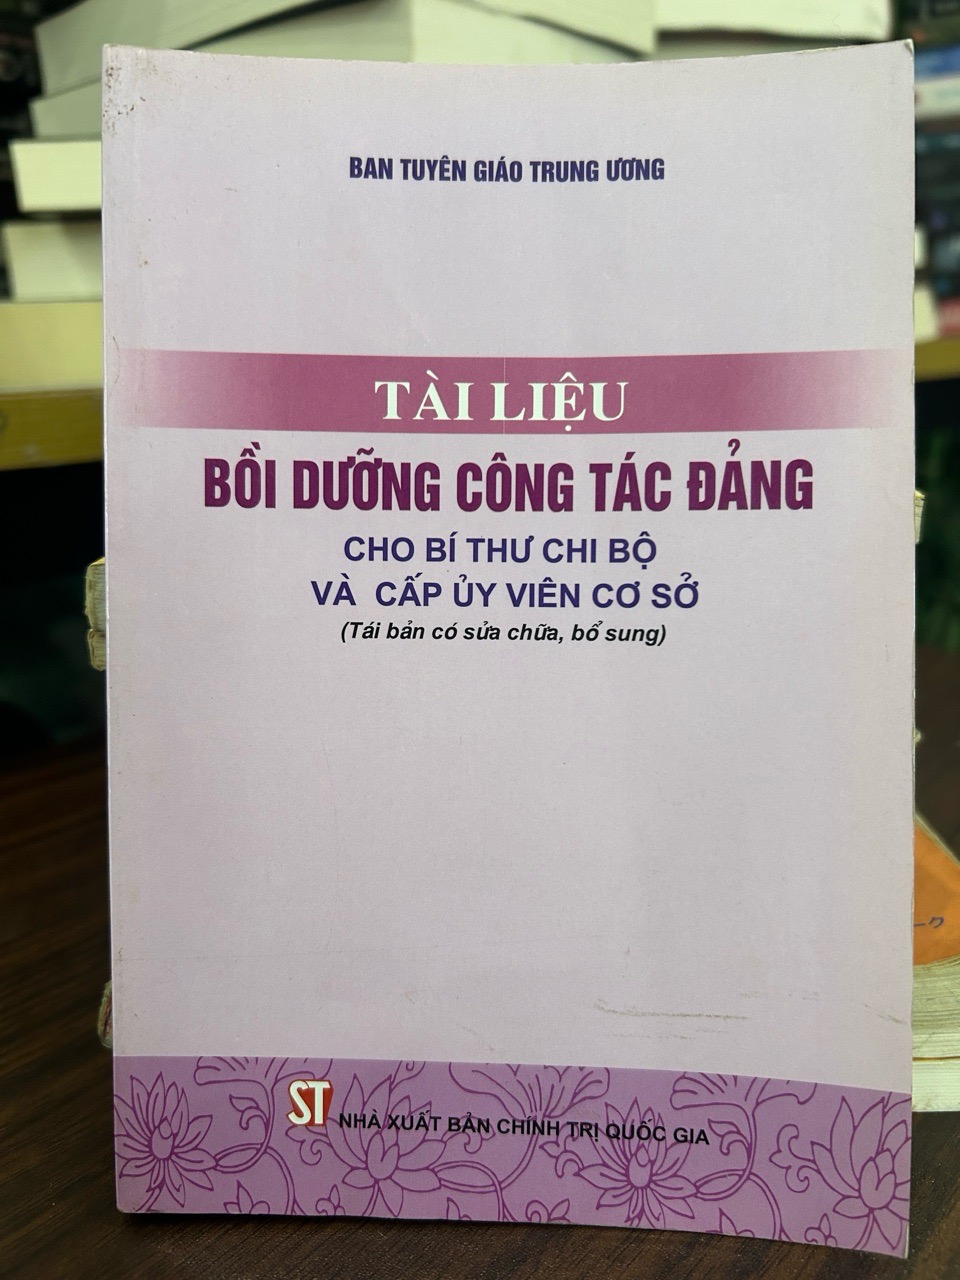 BAN TUYÊN GIÁO TRUNG ƯƠNG
TÀI LIỆU
BỒI DƯỠNG CÔNG TÁC ĐẢNG
CHO BÍ THƯ CHI BỘ
VÀ CẤP ỦY VIÊN CƠ SỞ
(Tái bản có sửa chữa, bổ sung)
ST NHÀ XUẤT BẢN CHÍNH TRỊ QUỐC GIA